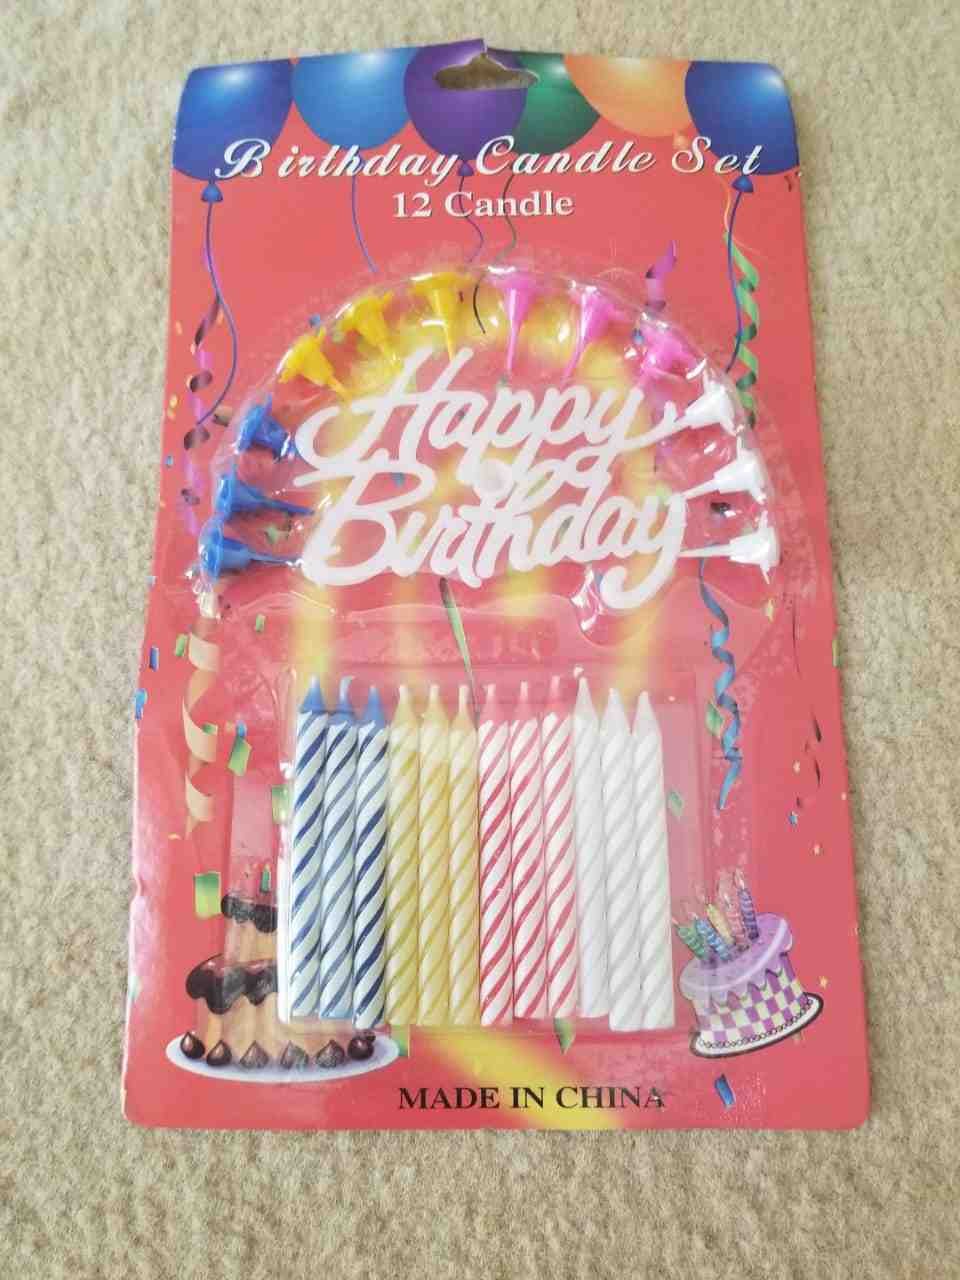 Birthday Candle Set
12 Candle
Happy
Birthday
MADE IN CHINA